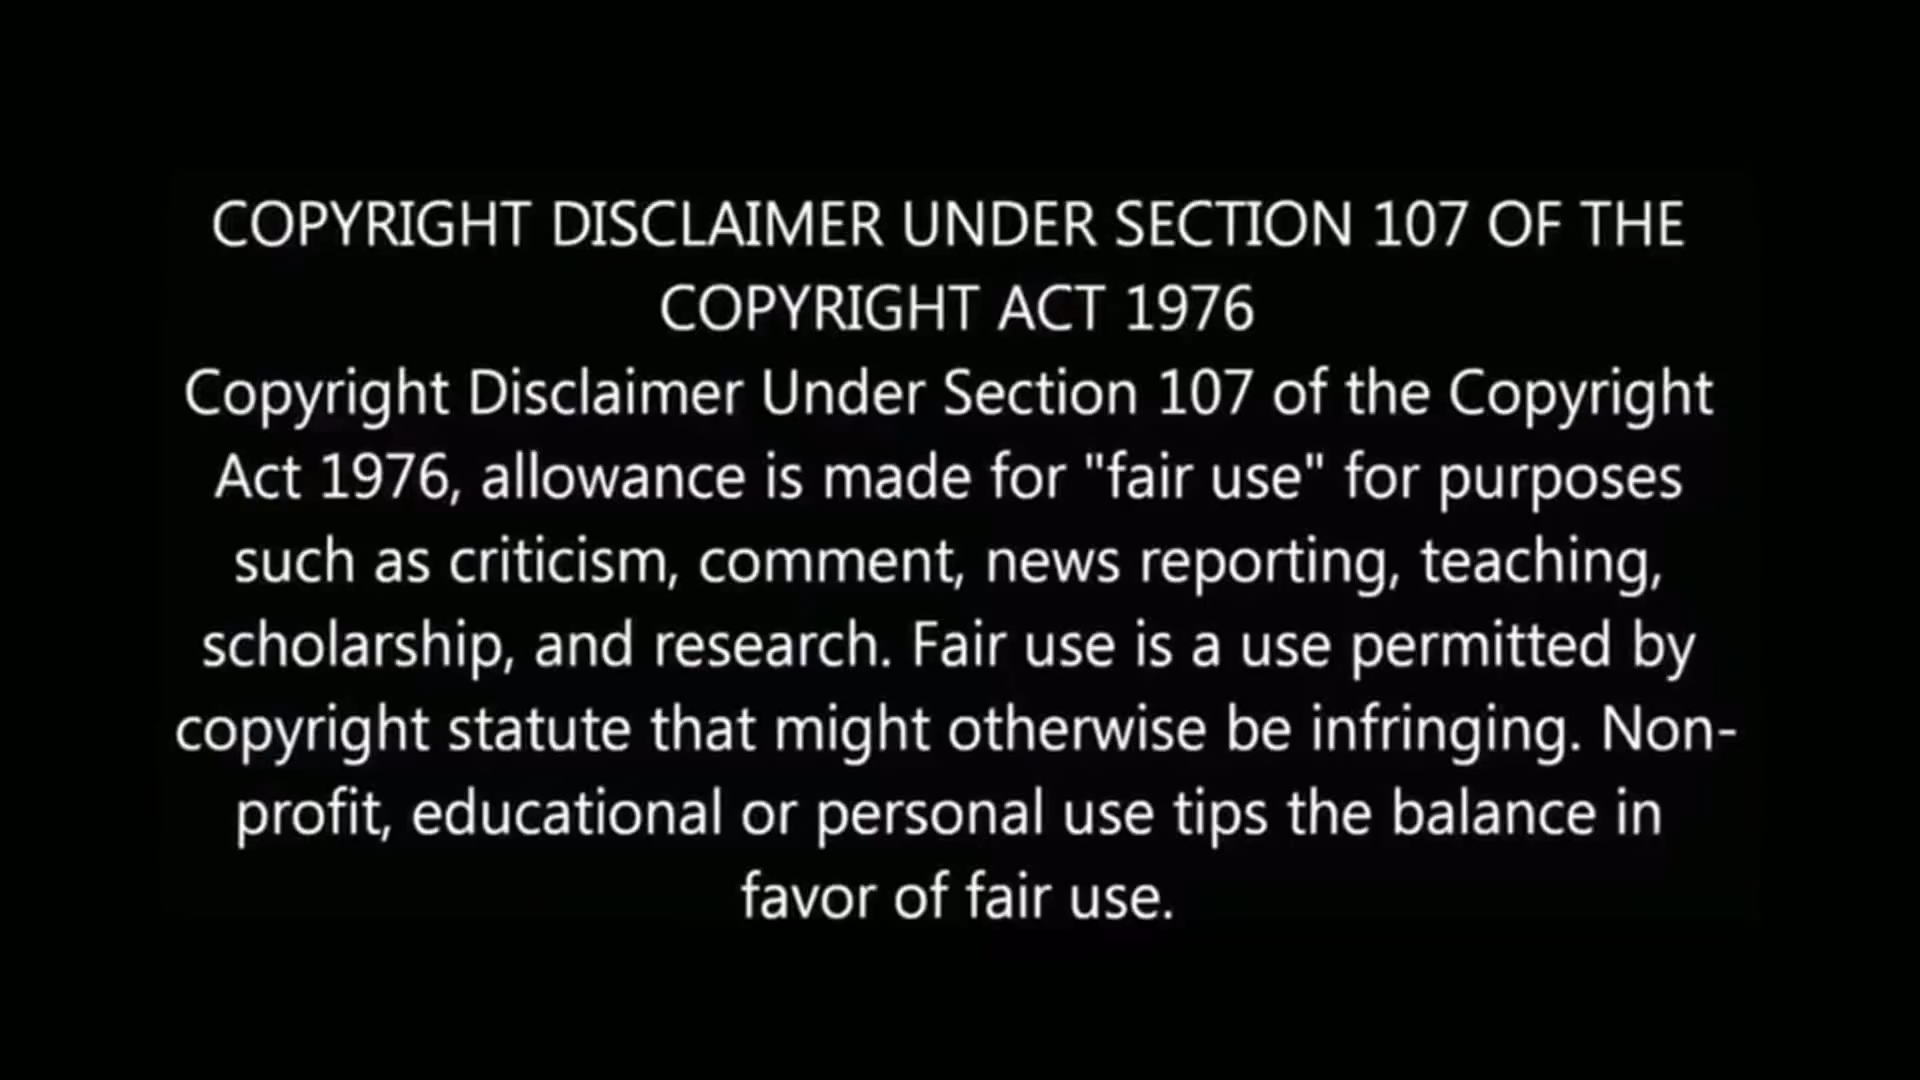 COPYRIGHT DISCLAIMER UNDER SECTION 107 OF THE
COPYRIGHT ACT 1976
Copyright Disclaimer Under Section 107 of the Copyright
Act 1976, allowance is made for "fair use" for purposes
such as criticism, comment, news reporting, teaching,
scholarship, and research. Fair use is a use permitted by
copyright statute that might otherwise be infringing. Non-
profit, educational or personal use tips the balance in
favor of fair use.